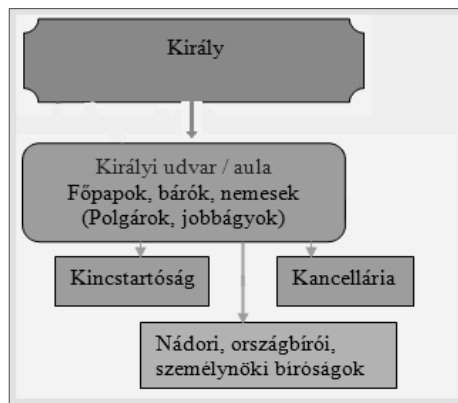 Király
Királyi udvar / aula
Főpapok, bárók, nemesek
(Polgárok, jobbágyok)
Kincstartóság
Kancellária
Nádori, országbírói,
személynöki bíróságok